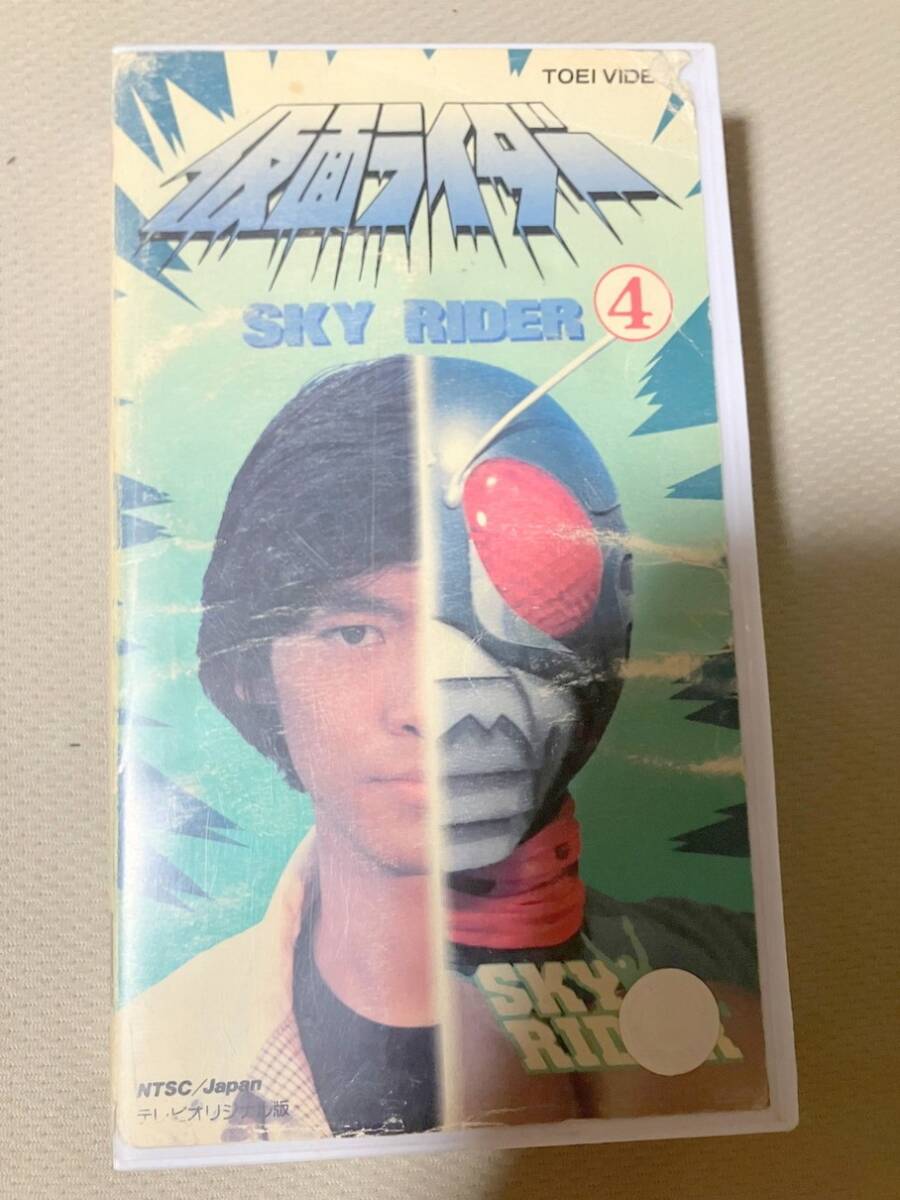 TOEI VIDE
仮面ライダー
SKY RIDER ④
SKY
RIDER
NTSC/Japan
テレビオリジナル版